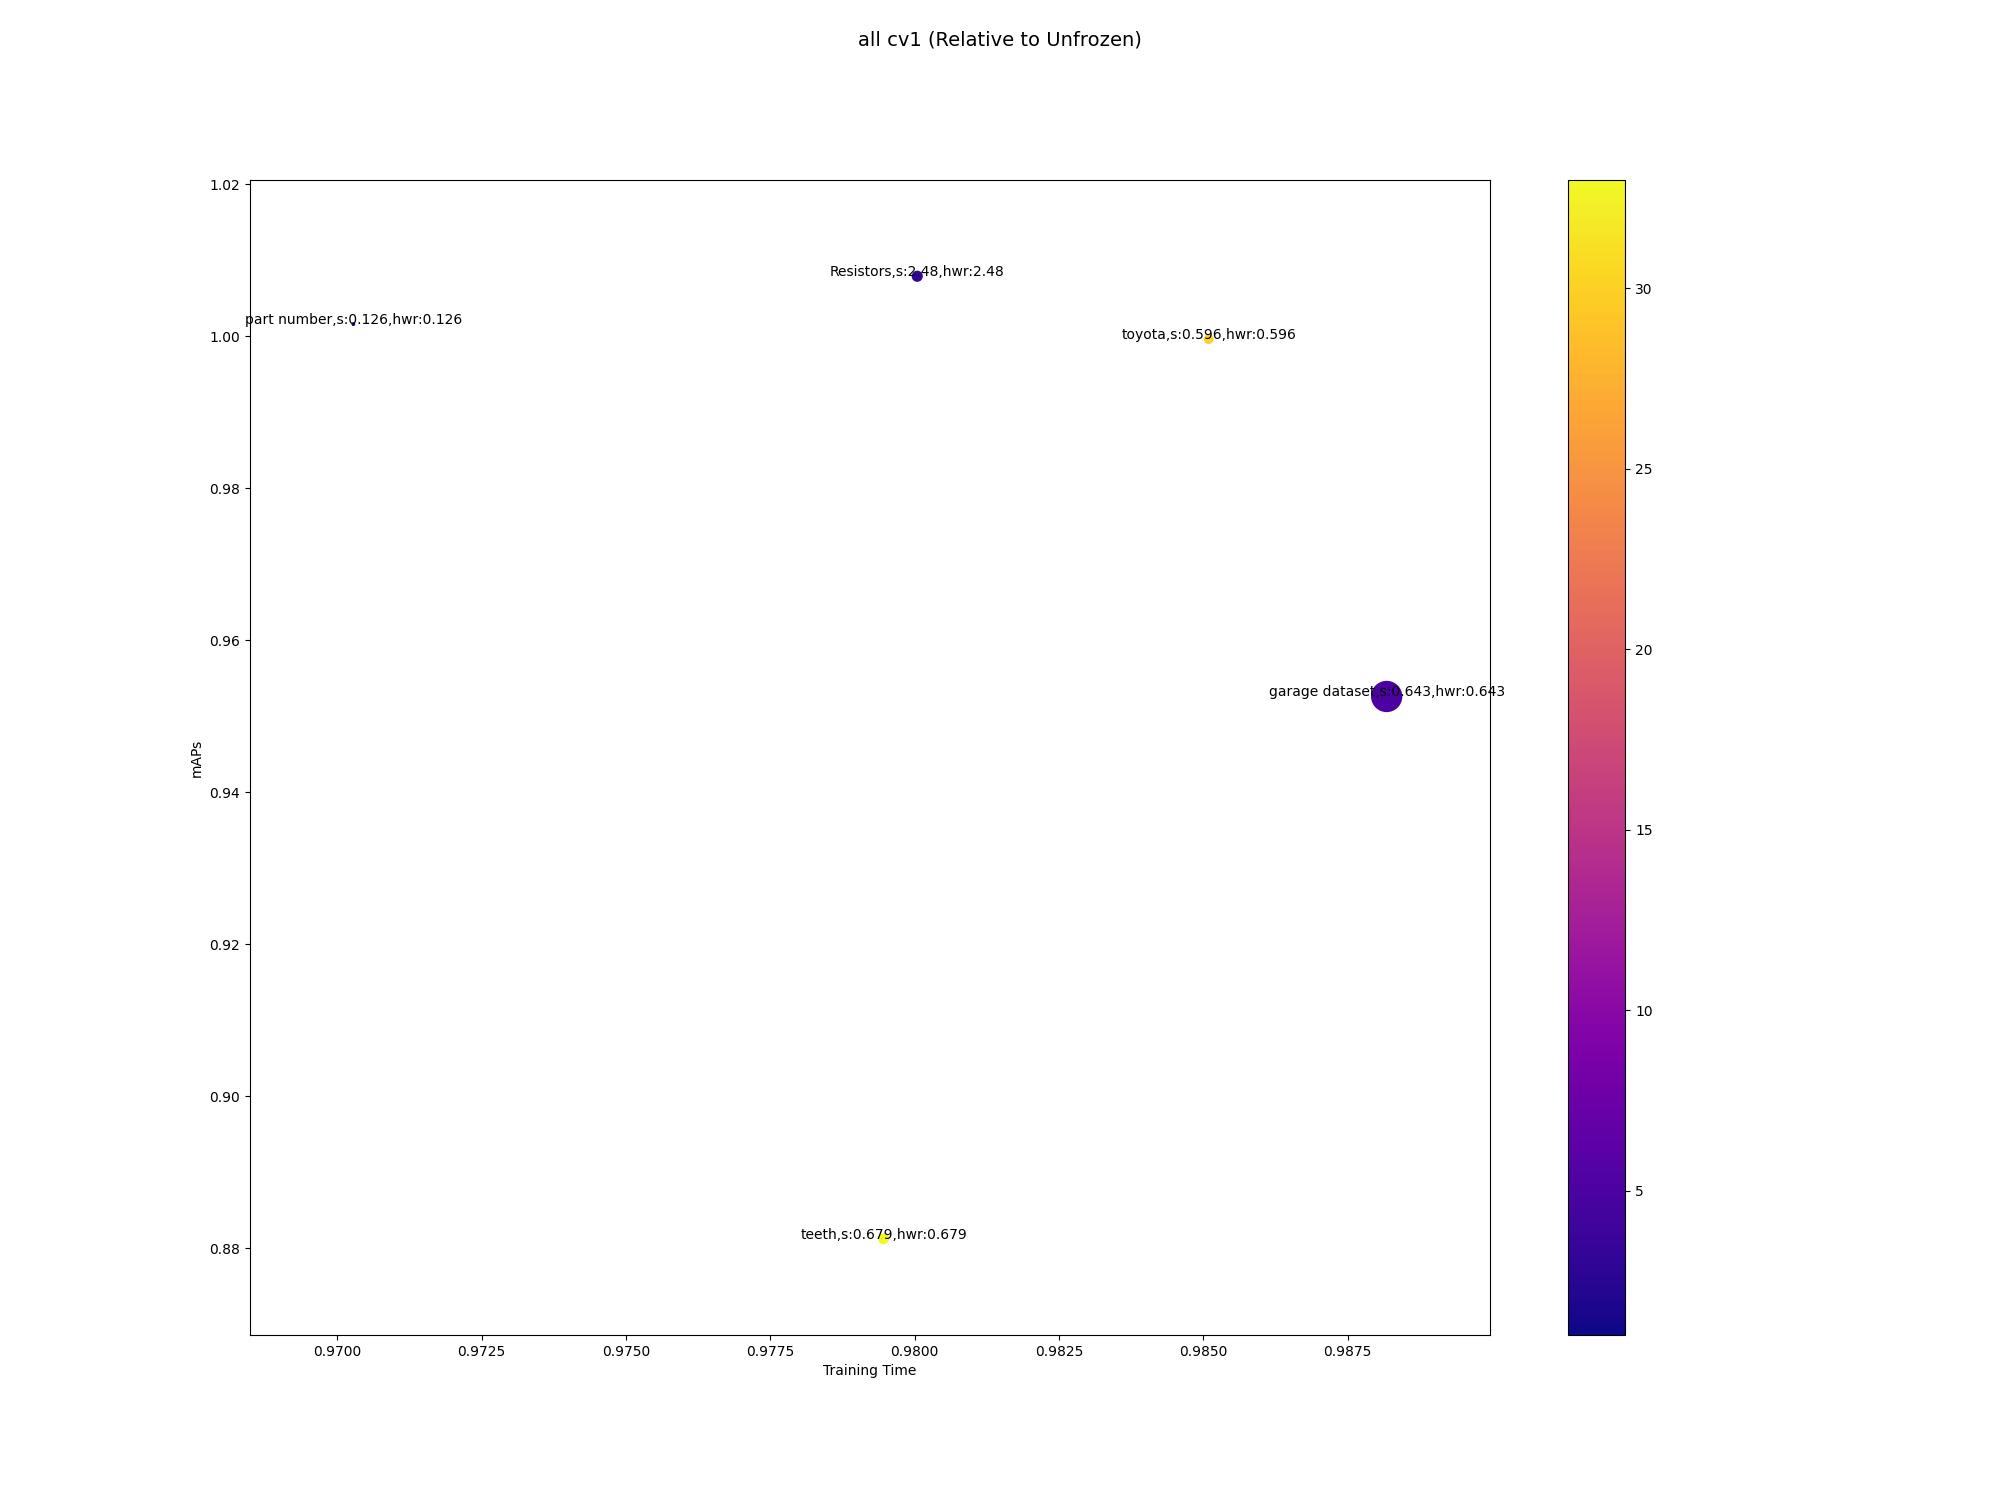 all cv1 (Relative to Unfrozen)
1.02
1.00
0.98
0.96
0.94
0.92
0.90
0.88
mAPs
Resistors,s:2.48,hwr:2.48
part number,s:0.126,hwr:0.126
toyota,s:0.596,hwr:0.596
garage dataset,s:0.643,hwr:0.643
teeth,s:0.679,hwr:0.679
0.9700 0.9725 0.9750 0.9775 0.9800 0.9825 0.9850 0.9875
Training Time
30
25
20
15
10
5